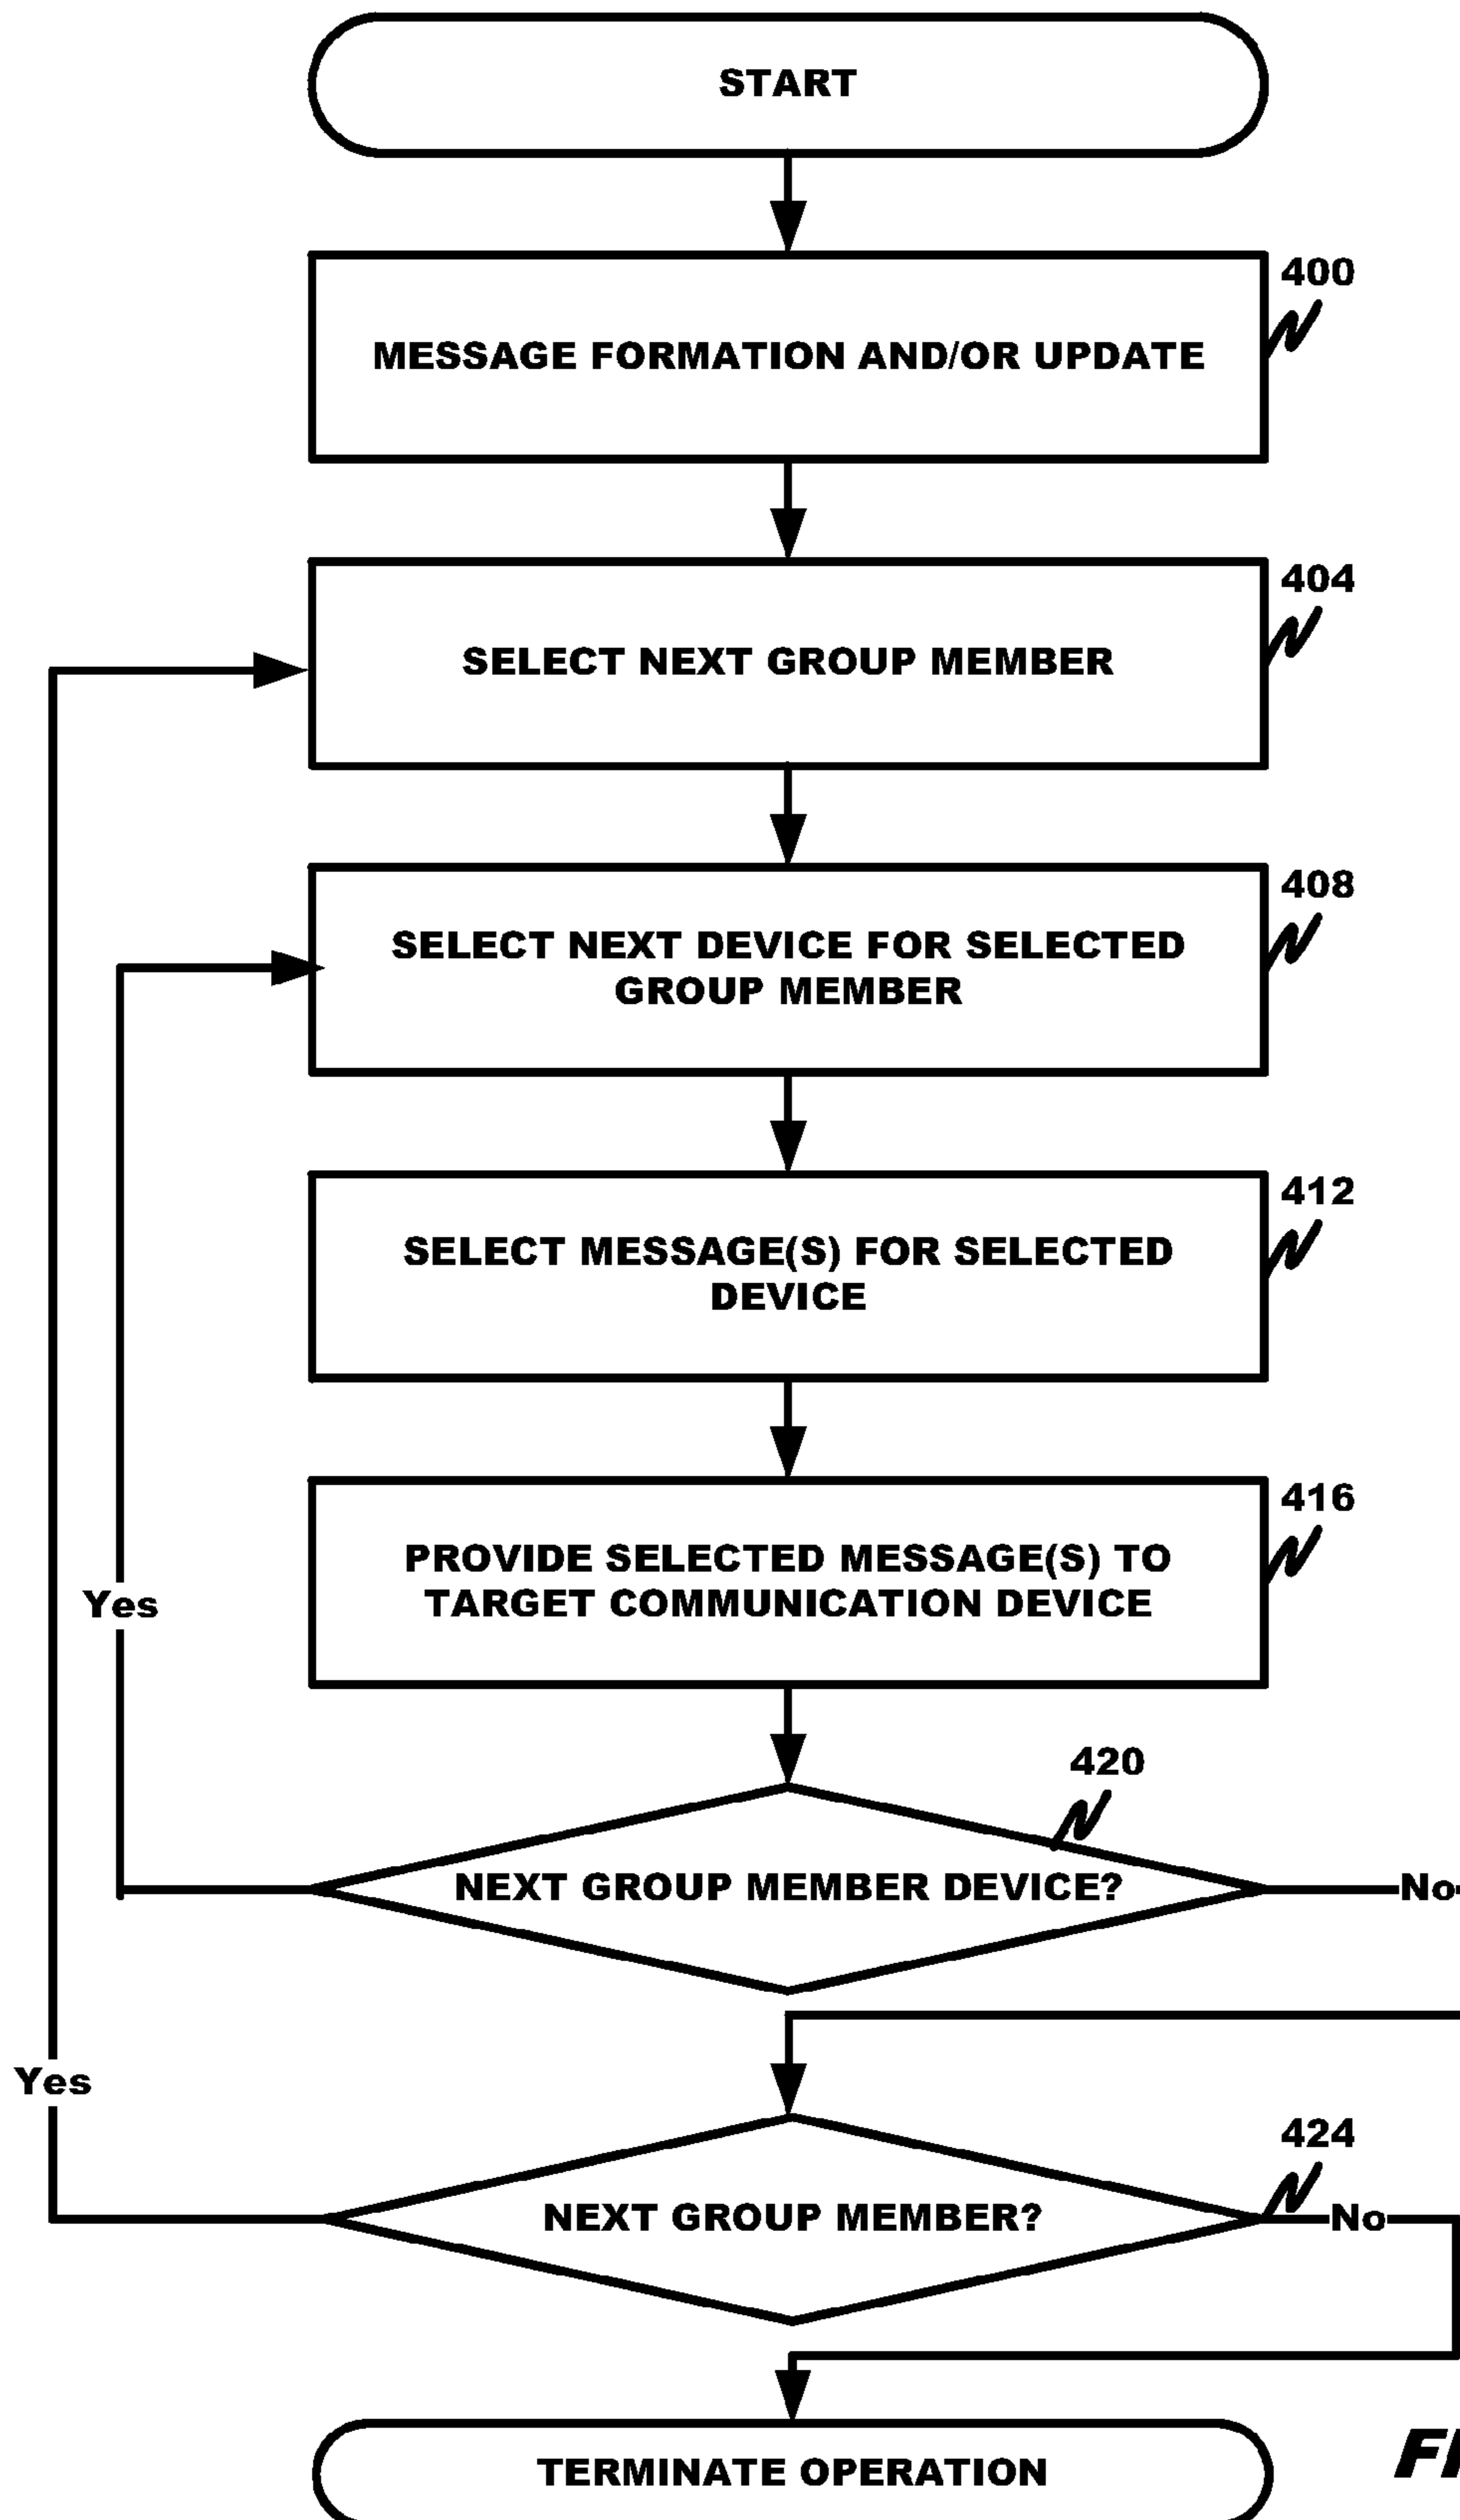 START
400
MESSAGE FORMATION AND/OR UPDATE
404
SELECT NEXT GROUP MEMBER
408
SELECT NEXT DEVICE FOR SELECTED
GROUP MEMBER
412
SELECT MESSAGE(S) FOR SELECTED
DEVICE
416
PROVIDE SELECTED MESSAGE(S) TO
TARGET COMMUNICATION DEVICE
Yes
420
NEXT GROUP MEMBER DEVICE?
No
Yes
424
NEXT GROUP MEMBER?
No
TERMINATE OPERATION